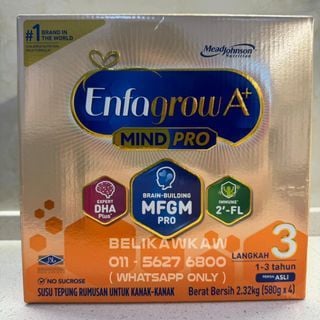 #1 BRAND IN
THE WORLD
MeadJohnson
Nutrition
Enfagrow A+
MIND PRO
EXPERT
DHA
Plus
BRAIN-BUILDING
MFGM
PRO
IMMUNE
2'-FL
BELIKAWKAW
011 - 5627 6800
( WHATSAPP ONLY )
LANGKAH 3
1-3 tahun
ASLI
NO SUCROSE
SUSU TEPUNG RUMUSAN UNTUK KANAK-KANAK
Berat Bersih 2.32kg (580g x 4)